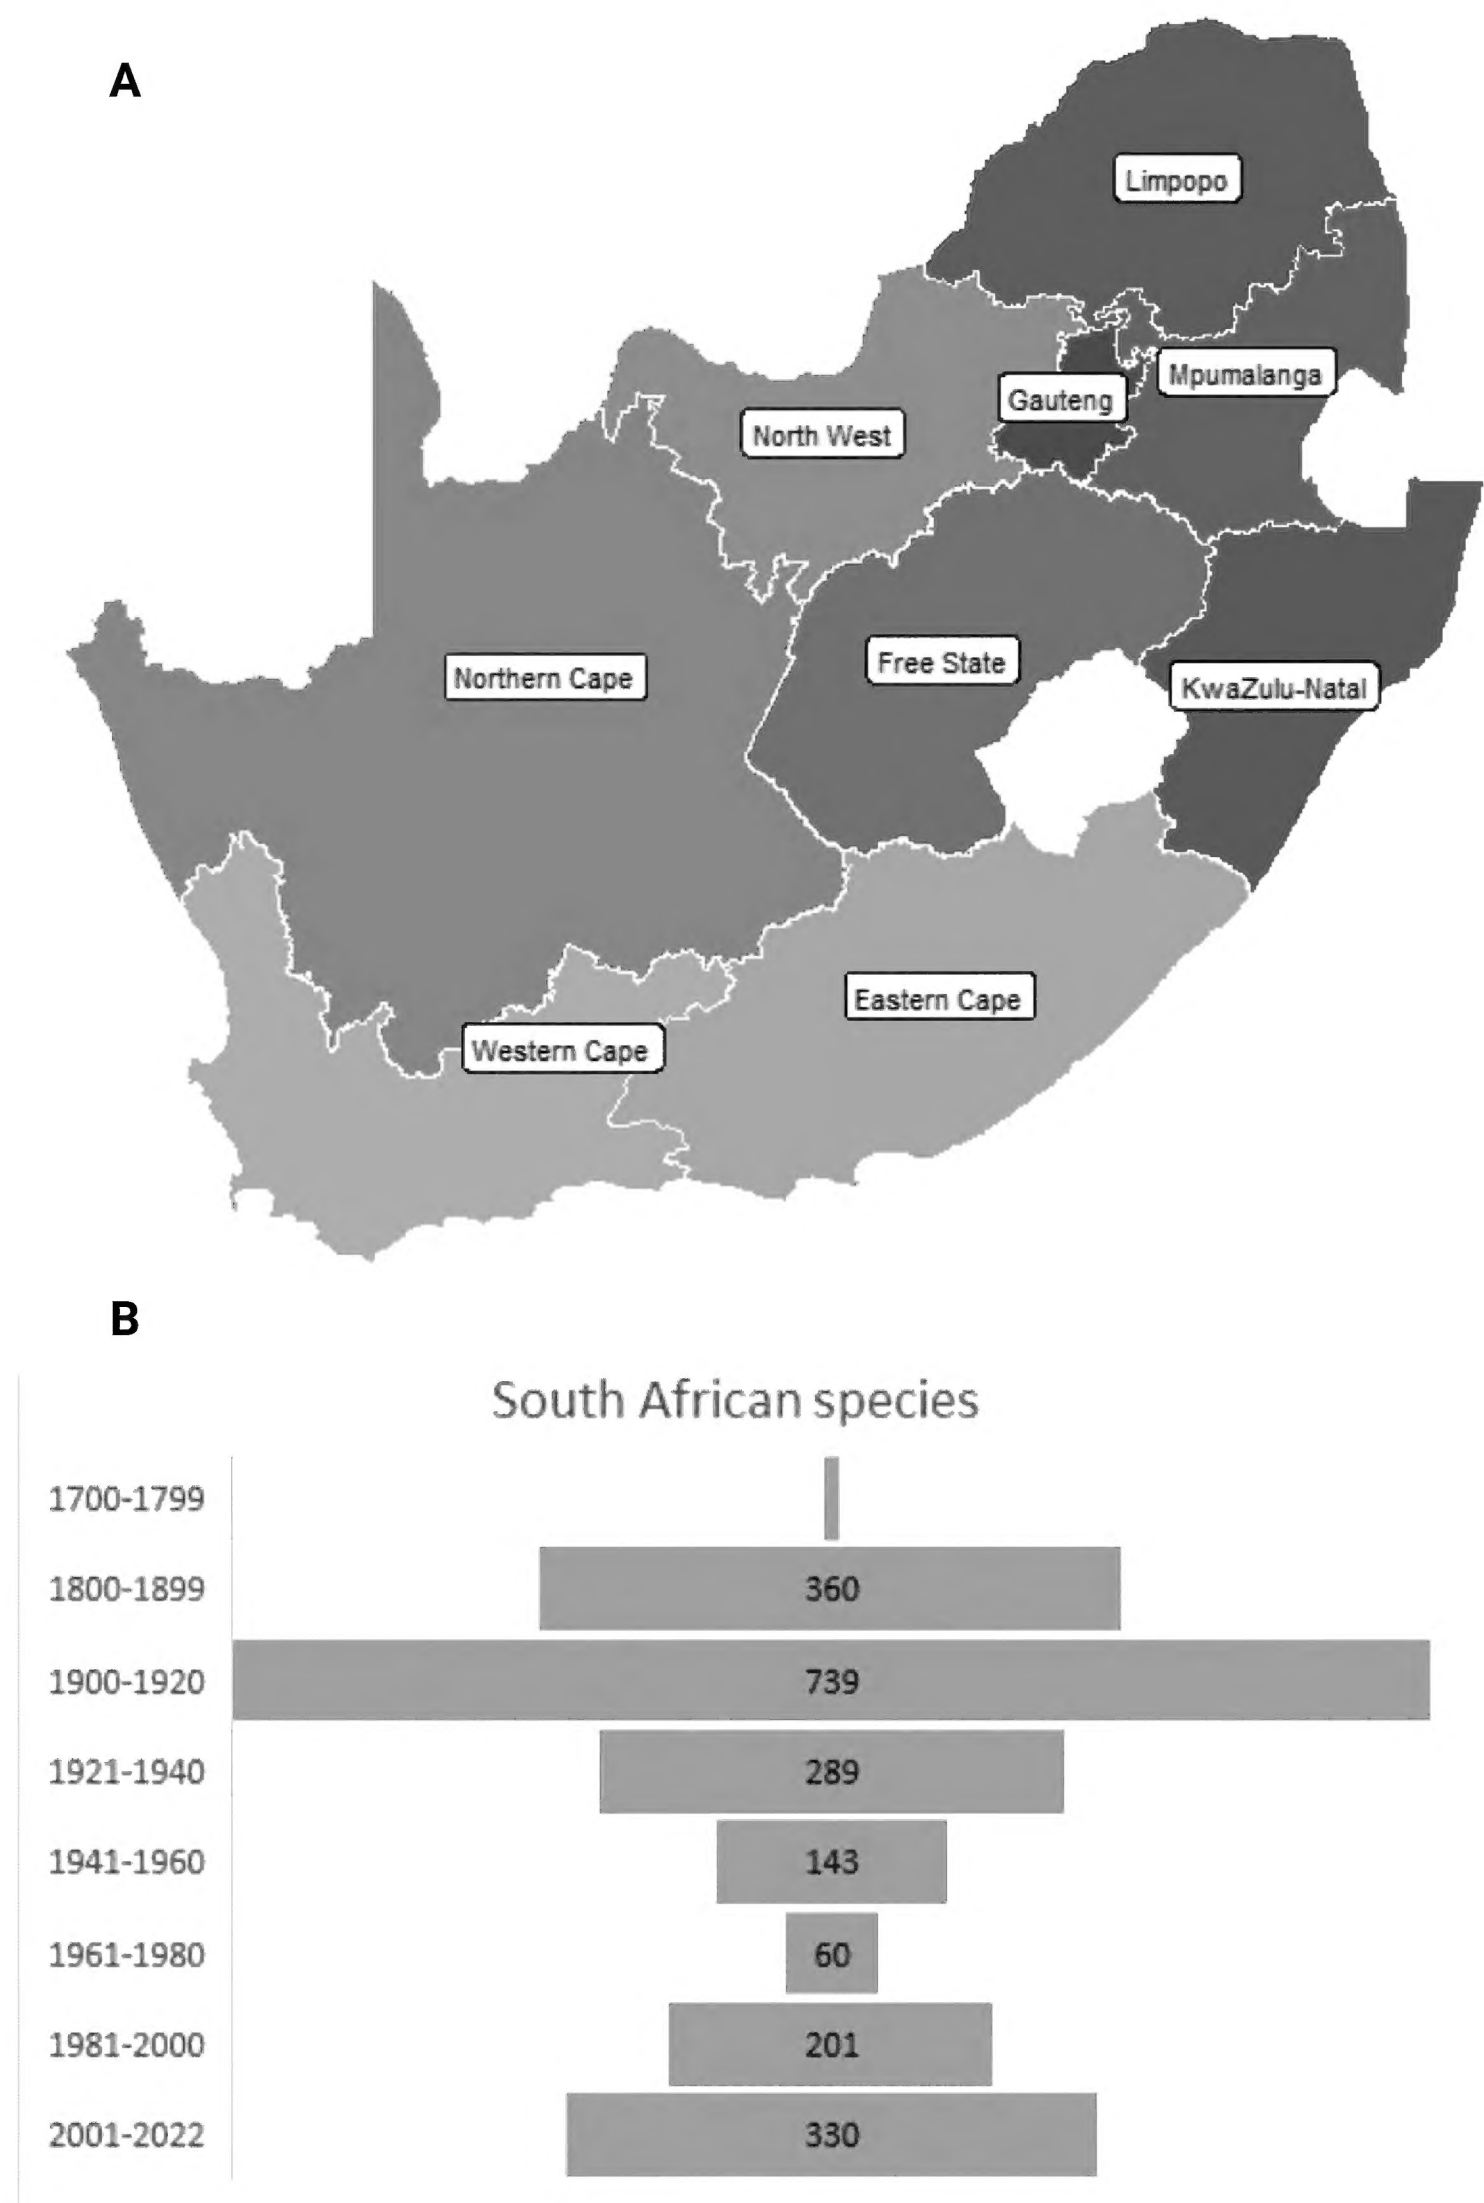 A
Limpopo
Mpumalanga
Gauteng
North West
Free State
Northern Cape
KwaZulu-Natal
Eastern Cape
Western Cape
B
South African species
1700-1799
1800-1899 360
1900-1920 739
1921-1940 289
1941-1960 143
1961-1980 60
1981-2000 201
2001-2022 330